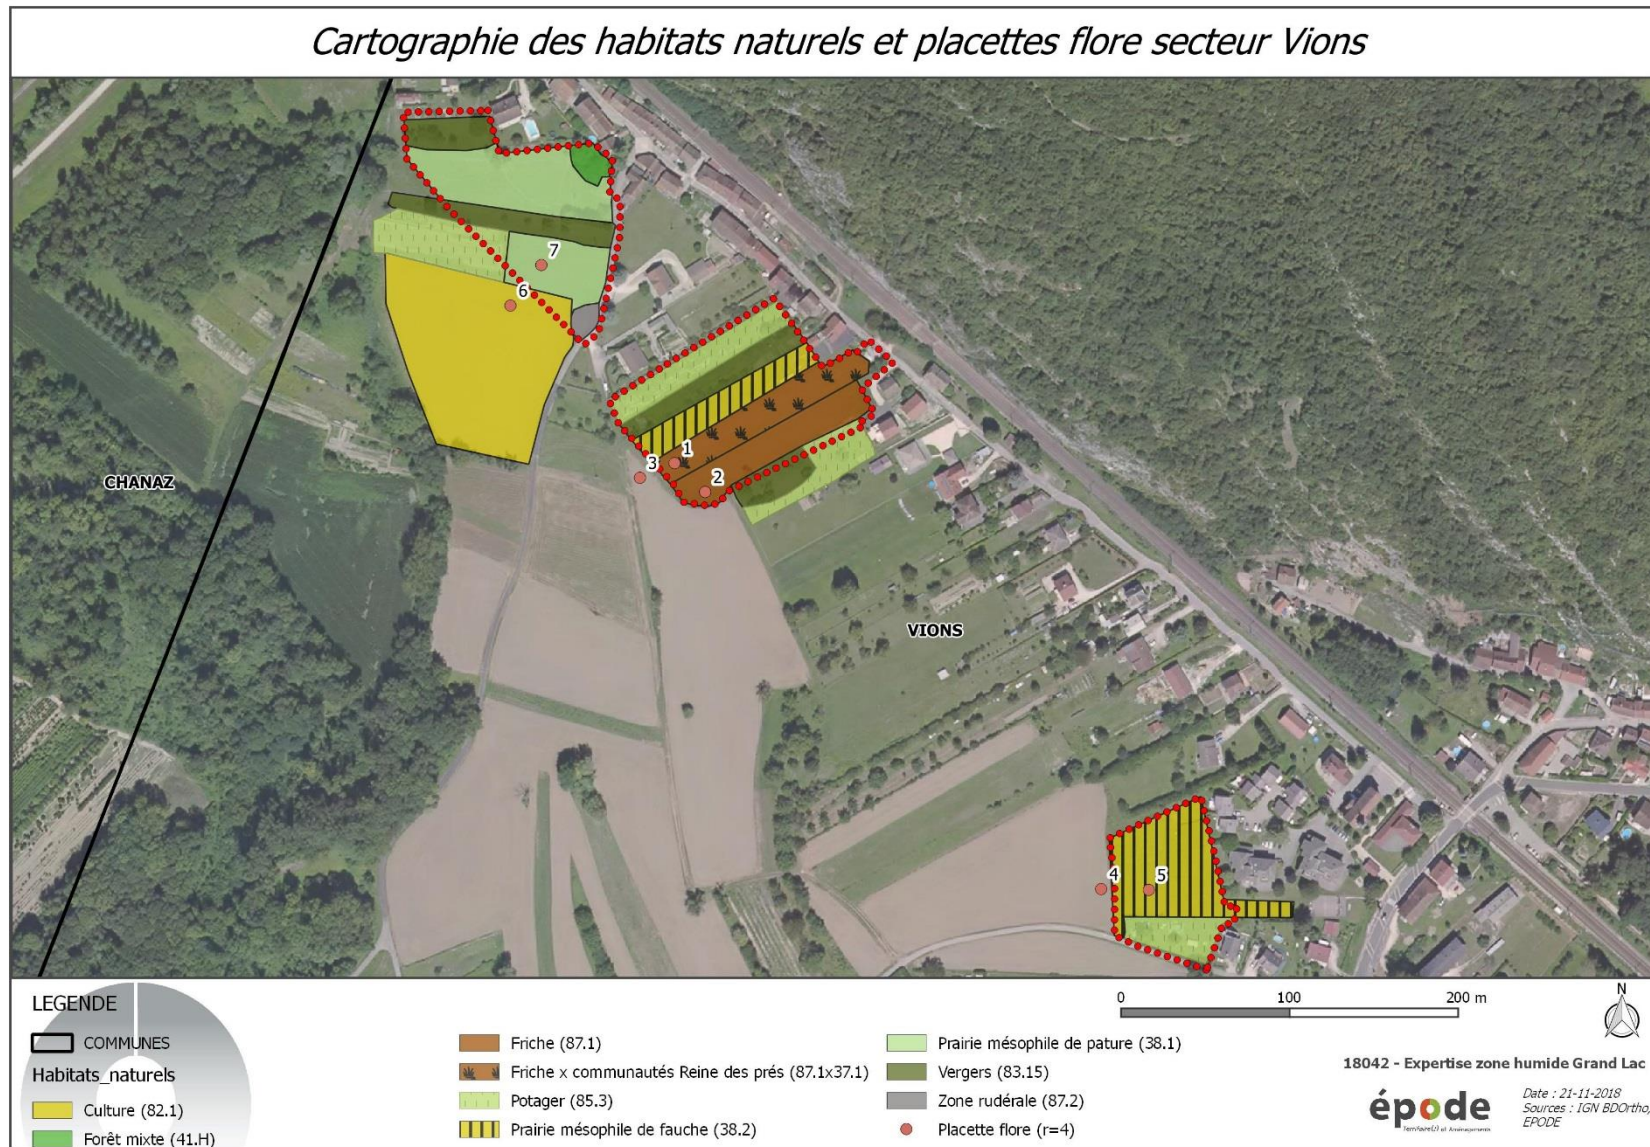 Cartographie des habitats naturels et placettes flore secteur Vions
7
6
1
3
2
CHANAZ
VIONS
4
5
LEGENDE
COMMUNES
Habitats_naturels
Culture (82.1)
Forêt mixte (41.H)
Friche (87.1)
Friche x communautés Reine des prés (87.1x37.1)
Potager (85.3)
Prairie mésophile de fauche (38.2)
Prairie mésophile de pature (38.1)
Vergers (83.15)
Zone rudérale (87.2)
Placette flore (r=4)
0 100 200 m
N
18042 - Expertise zone humide Grand Lac
épode
Territoire(s) et Aménagements
Date : 21-11-2018
Sources : IGN BDOrtho,
EPODE